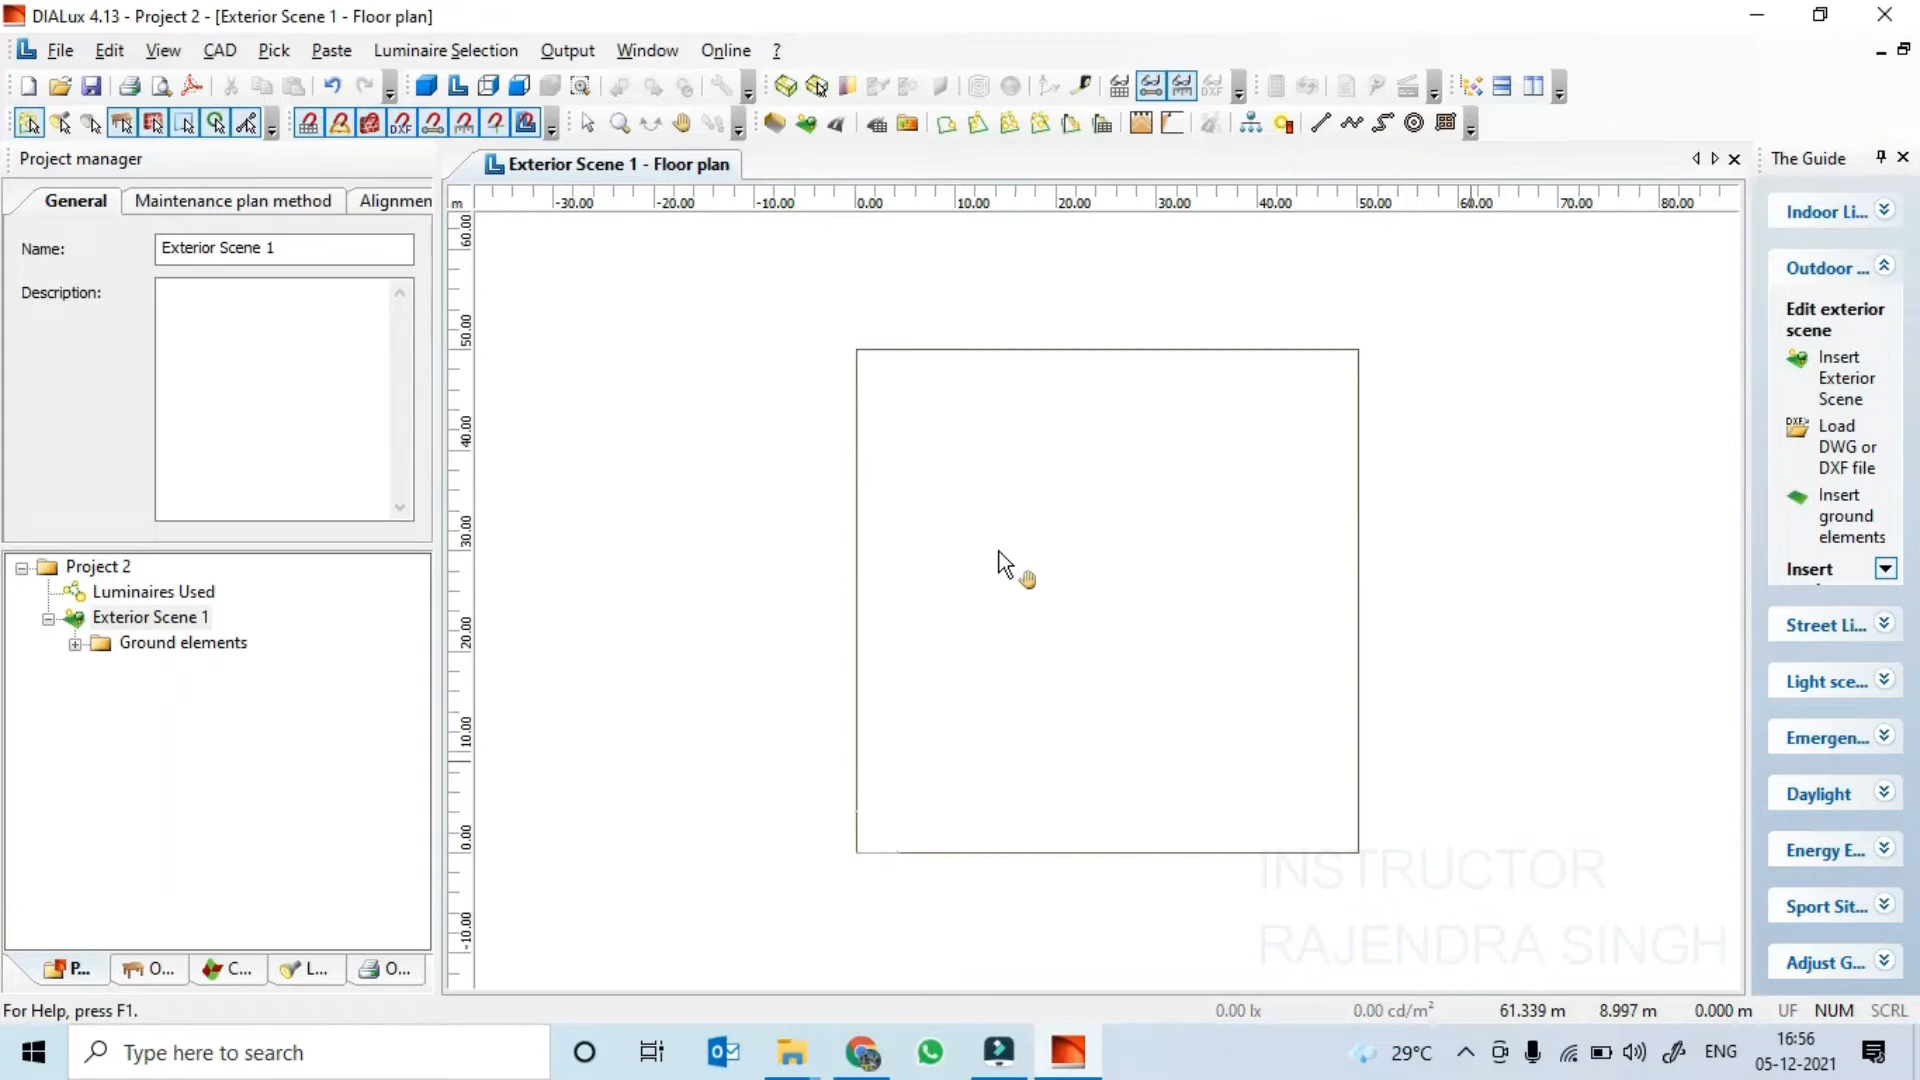 DIALux 4.13 - Project 2 - [Exterior Scene 1 - Floor plan]
File Edit View CAD Pick Paste Luminaire Selection Output Window Online ?
Project manager
General Maintenance plan method Alignmen
Name: Exterior Scene 1
Description:
Project 2
Luminaires Used
Exterior Scene 1
Ground elements
P... O... C... L... O...
Exterior Scene 1 - Floor plan
m -30.00 -20.00 -10.00 0.00 10.00 20.00 30.00 40.00 50.00 60.00 70.00 80.00
60.00
50.00
40.00
30.00
20.00
10.00
0.00
-10.00
INSTRUCTOR
RAJENDRA SINGH
The Guide
Indoor Li...
Outdoor ...
Edit exterior
scene
Insert
Exterior
Scene
Load
DWG or
DXF file
Insert
ground
elements
Insert
Street Li...
Light sce...
Emergen...
Daylight
Energy E...
Sport Sit...
Adjust G...
For Help, press F1. 0.00 lx 0.00 cd/m² 61.339 m 8.997 m 0.000 m UF NUM SCRL
Type here to search 29°C ENG 16:56
05-12-2021